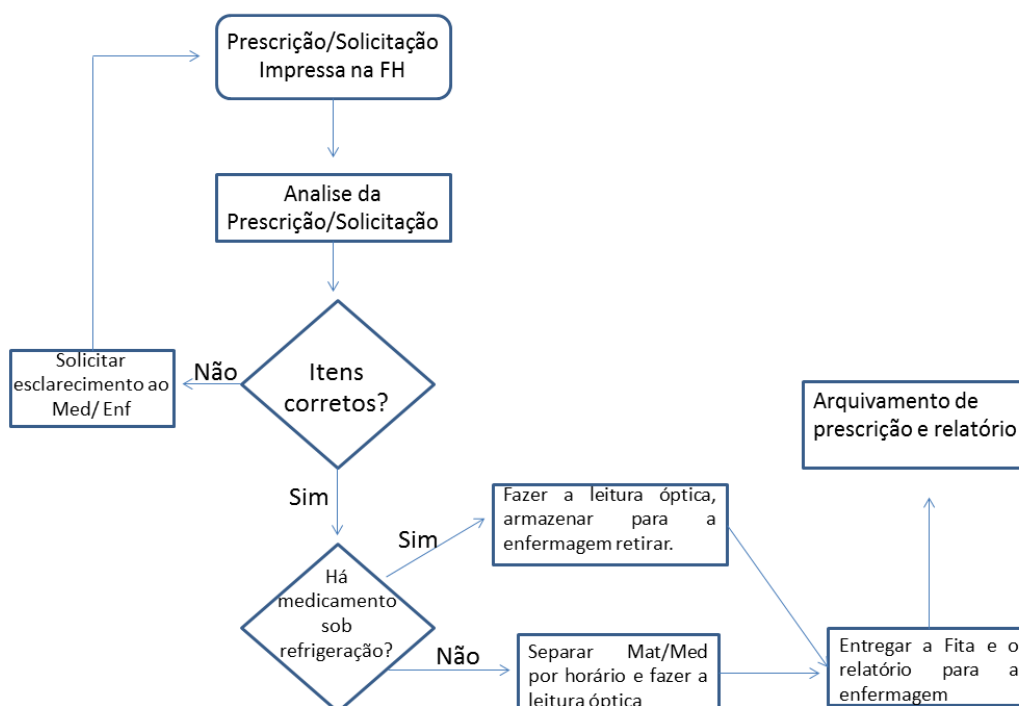 Prescrição/Solicitação
Impressa na FH
Analise da
Prescrição/Solicitação
Itens
corretos?
Não
Solicitar
esclarecimento ao
Med/ Enf
Sim
Há
medicamento
sob
refrigeração?
Sim
Fazer a leitura óptica,
armazenar para a
enfermagem retirar.
Não
Separar Mat/Med
por horário e fazer a
leitura óptica
Entregar a Fita e o
relatório para a
enfermagem
Arquivamento de
prescrição e relatório